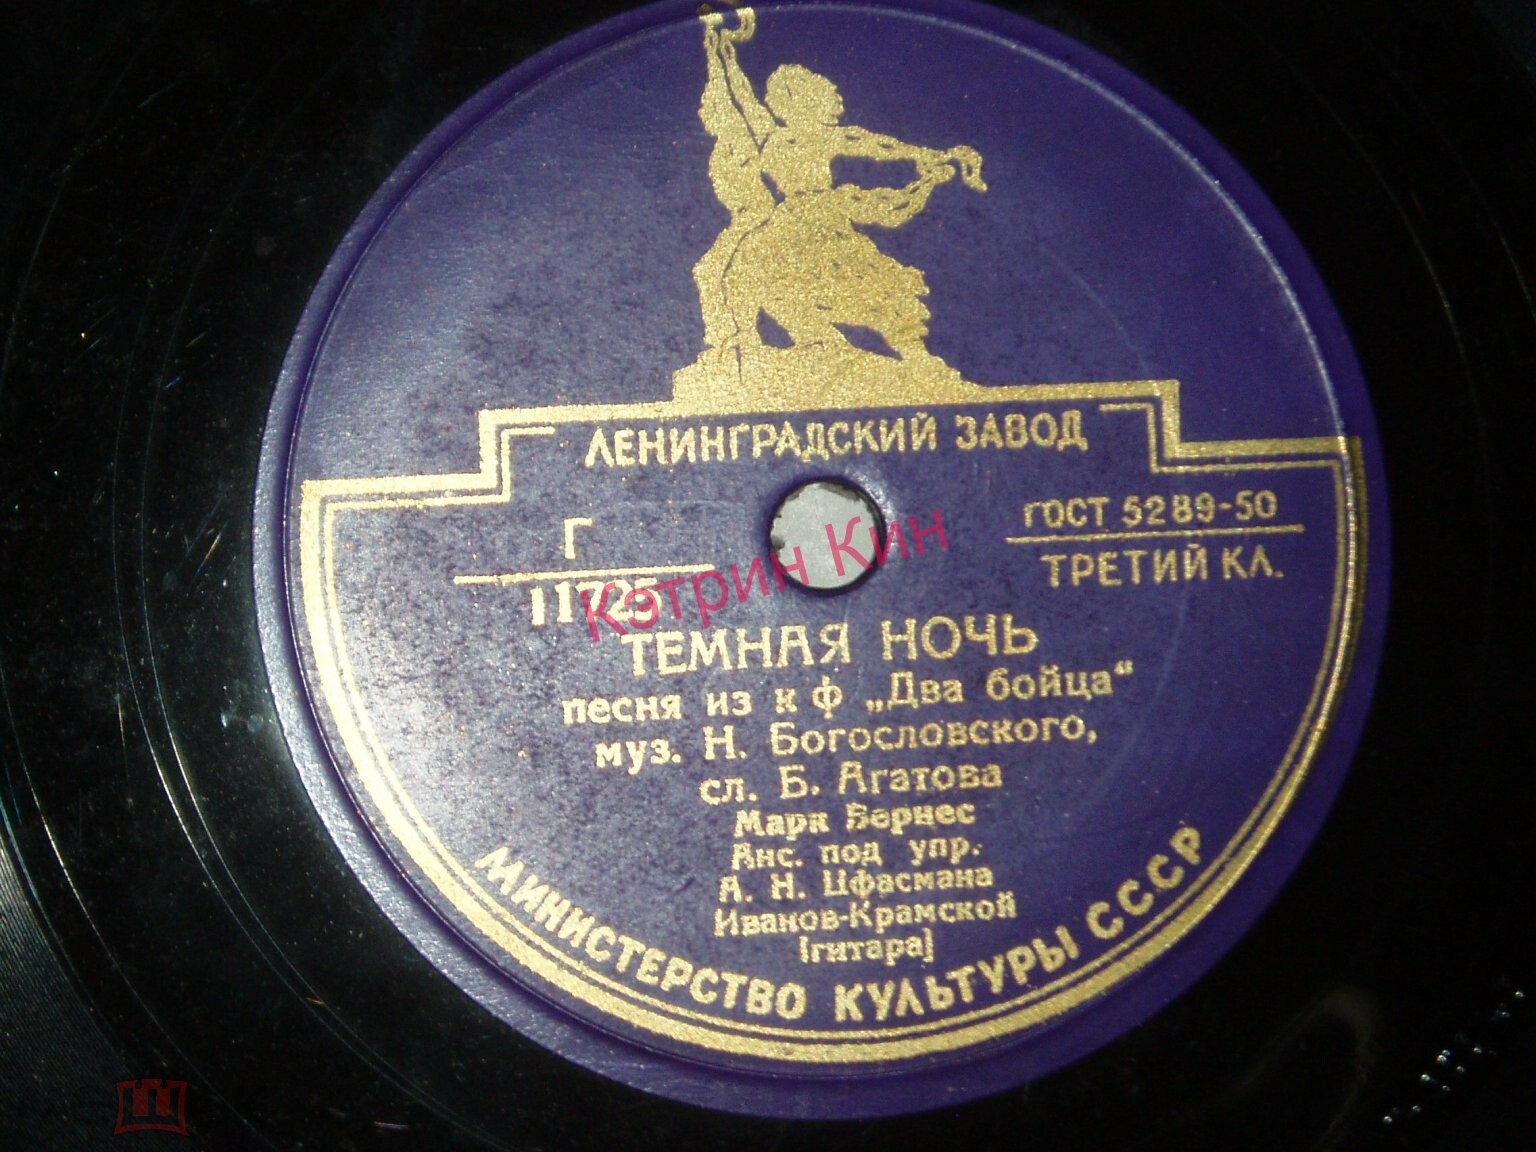 ЛЕНИНГРАДСКИЙ ЗАВОД
Г
11725
ГОСТ 5289-50
ТРЕТИЙ КЛ.
Кэтрин Кин
ТЕМНАЯ НОЧЬ
песня из к ф „Два бойца“
муз. Н. Богословского,
сл. Б. Агатова
Марк Бернес
Анс. под упр.
А. Н. Цфасмана
Иванов-Крамской
[гитара]
МИНИСТЕРСТВО КУЛЬТУРЫ СССР